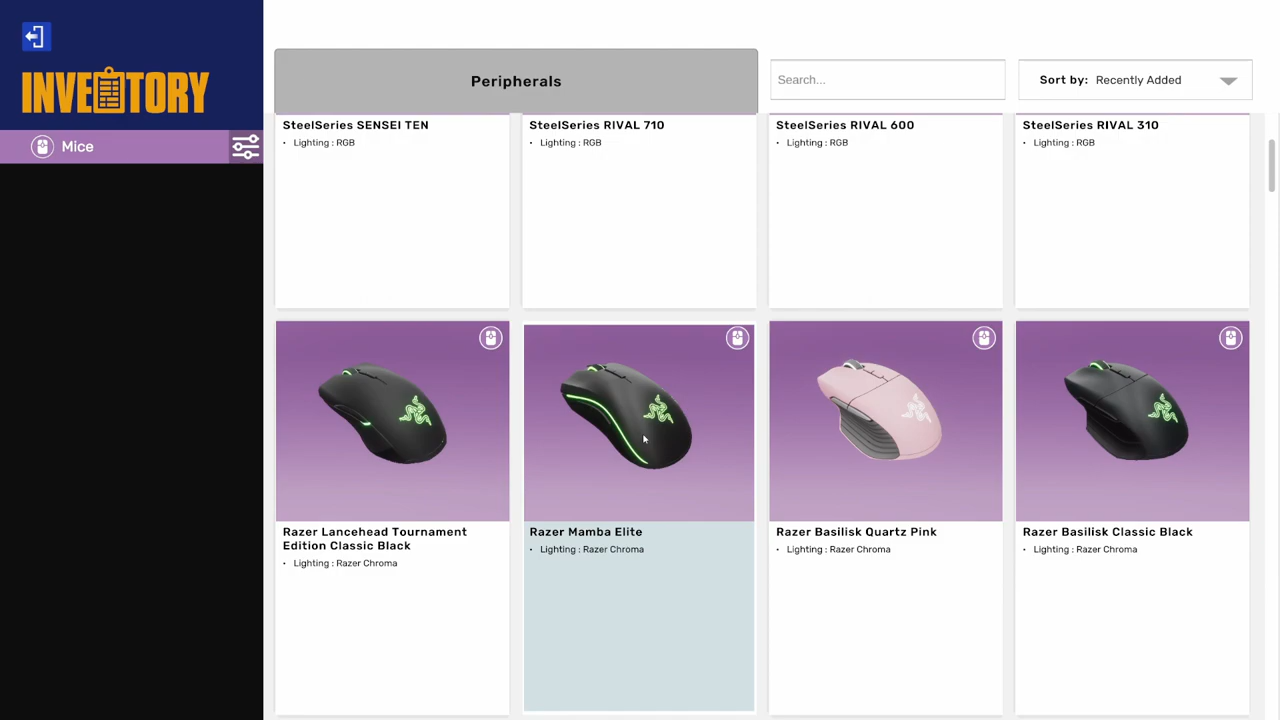 INVENTORY
Mice
Peripherals
Search...
Sort by: Recently Added
SteelSeries SENSEI TEN
• Lighting : RGB
SteelSeries RIVAL 710
• Lighting : RGB
SteelSeries RIVAL 600
• Lighting : RGB
SteelSeries RIVAL 310
• Lighting : RGB
Razer Lancehead Tournament
Edition Classic Black
• Lighting : Razer Chroma
Razer Mamba Elite
• Lighting : Razer Chroma
Razer Basilisk Quartz Pink
• Lighting : Razer Chroma
Razer Basilisk Classic Black
• Lighting : Razer Chroma